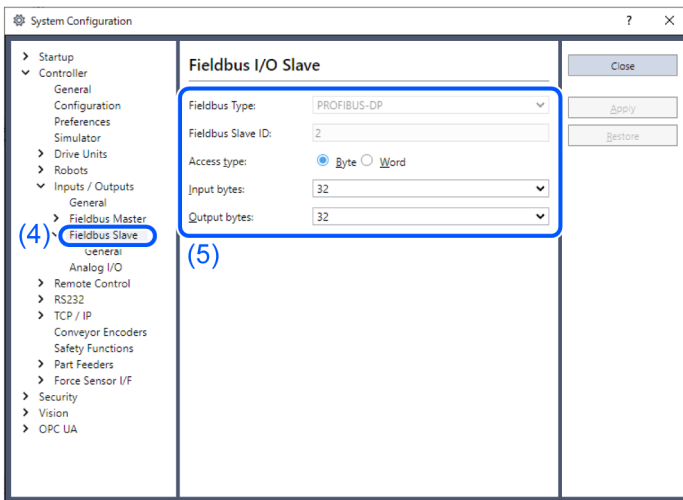 System Configuration
?
Startup
Controller
General
Configuration
Preferences
Simulator
Drive Units
Robots
Inputs / Outputs
General
Fieldbus Master
(4)
Fieldbus Slave
General
Analog I/O
Remote Control
RS232
TCP / IP
Conveyor Encoders
Safety Functions
Part Feeders
Force Sensor I/F
Security
Vision
OPC UA
Fieldbus I/O Slave
Fieldbus Type: PROFIBUS-DP
Fieldbus Slave ID: 2
Access type: Byte Word
Input bytes: 32
Output bytes: 32
(5)
Close
Apply
Restore